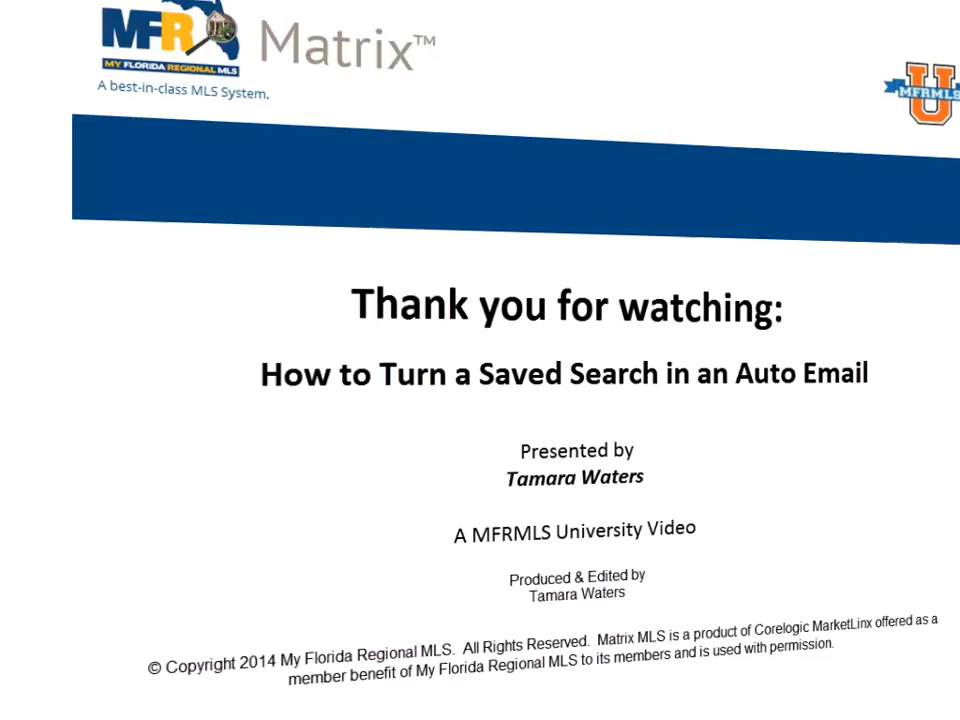 MFR Matrix™
MY FLORIDA REGIONAL MLS
A best-in-class MLS System.
U
MFRMLS
Thank you for watching:
How to Turn a Saved Search in an Auto Email
Presented by
Tamara Waters
A MFRMLS University Video
Produced & Edited by
Tamara Waters
© Copyright 2014 My Florida Regional MLS. All Rights Reserved. Matrix MLS is a product of Corelogic MarketLinx offered as a
member benefit of My Florida Regional MLS to its members and is used with permission.